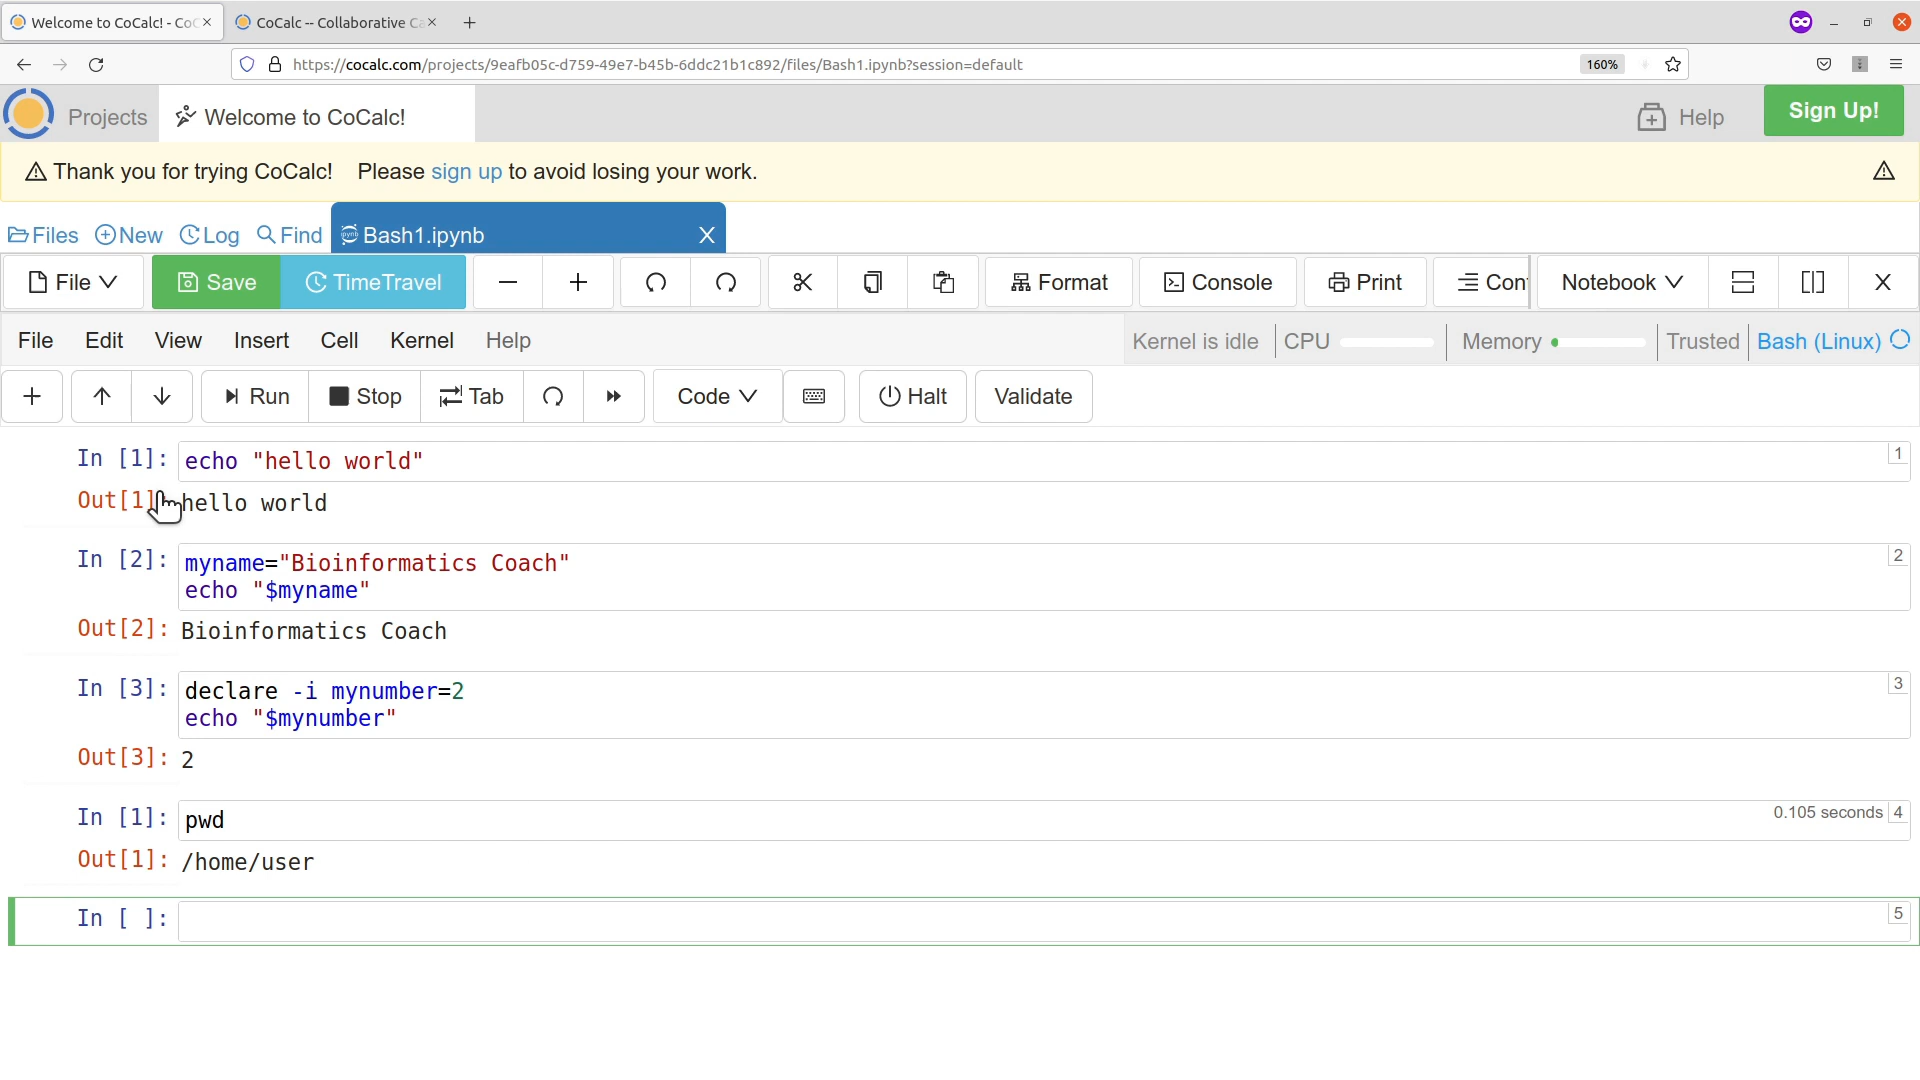 Welcome to CoCalc! - Co
CoCalc -- Collaborative C
https://cocalc.com/projects/9eafb05c-d759-49e7-b45b-6ddc21b1c892/files/Bash1.ipynb?session=default
160%
Projects
Welcome to CoCalc!
Help
Sign Up!
Thank you for trying CoCalc! Please sign up to avoid losing your work.
Files New Log Find Bash1.ipynb X
File Save TimeTravel Format Console Print Con Notebook X
File Edit View Insert Cell Kernel Help Kernel is idle CPU Memory Trusted Bash (Linux)
Run Stop Tab Code Halt Validate
In [1]: echo "hello world" 1
Out[1] hello world
In [2]: myname="Bioinformatics Coach" 2
echo "$myname"
Out[2]: Bioinformatics Coach
In [3]: declare -i mynumber=2 3
echo "$mynumber"
Out[3]: 2
In [1]: pwd 0.105 seconds 4
Out[1]: /home/user
In [ ]: 5